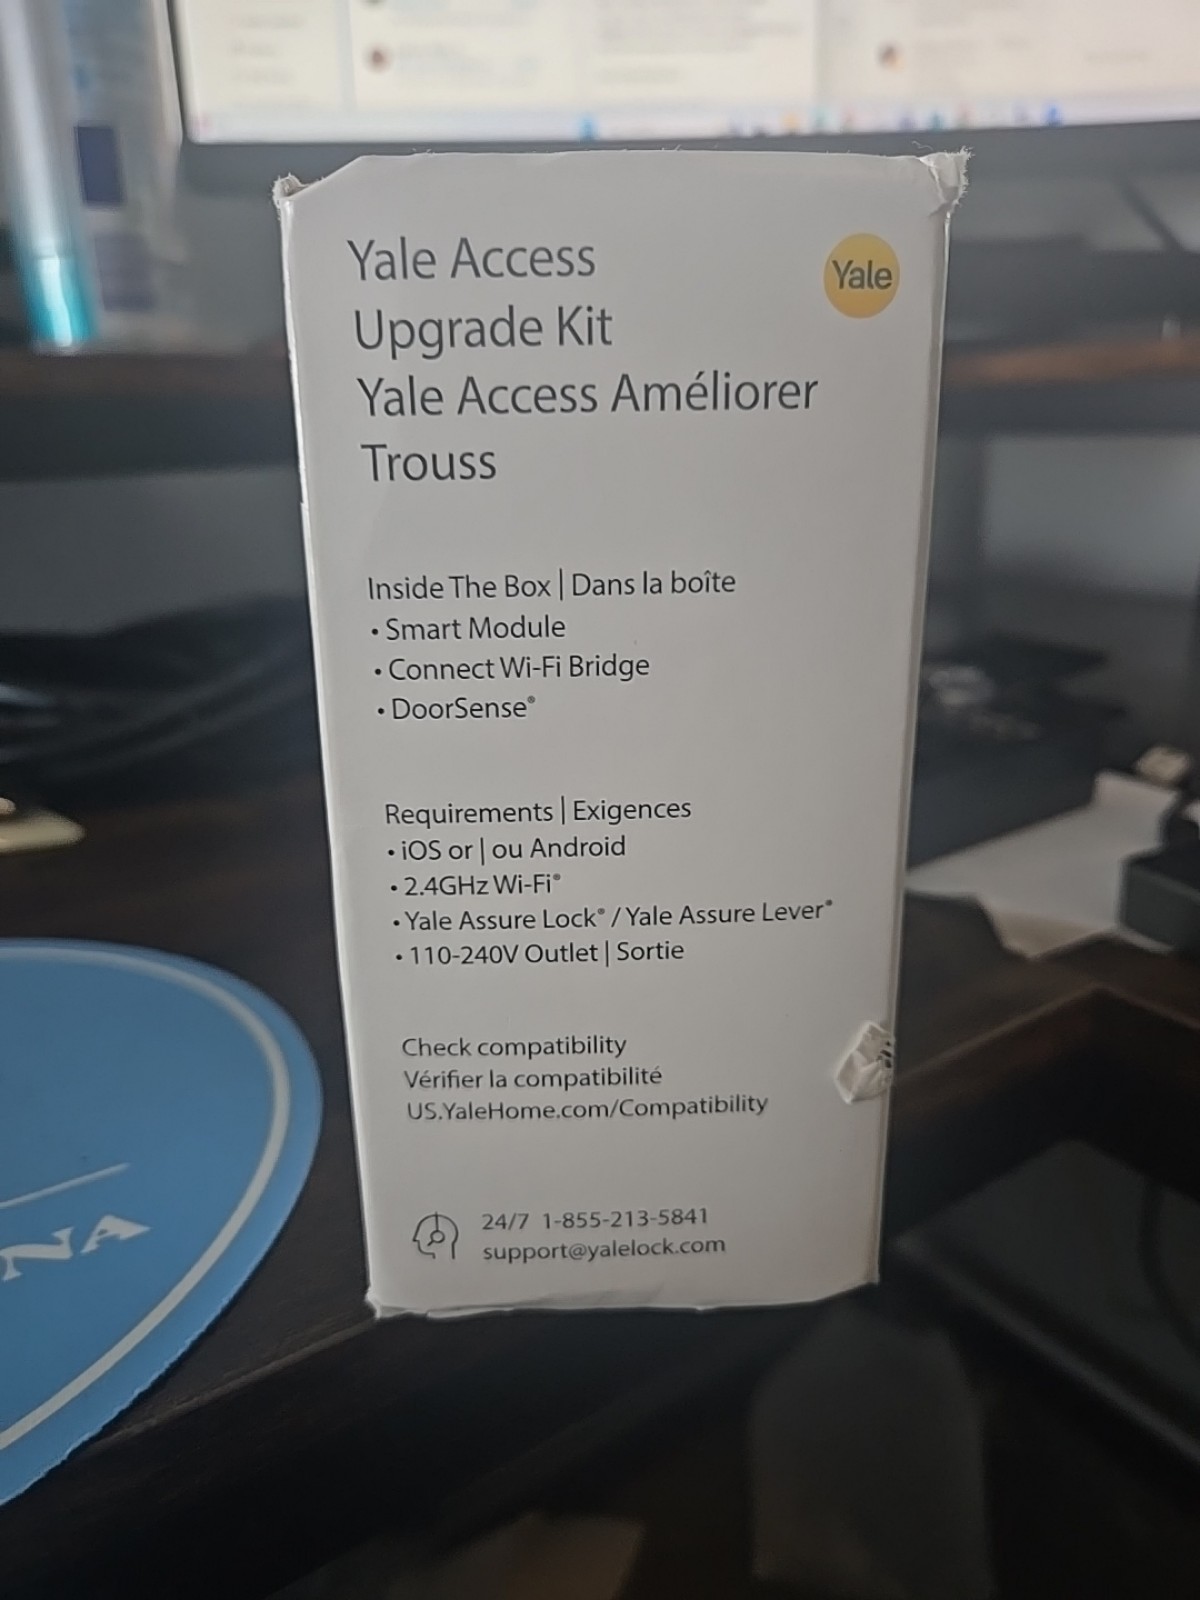 Yale Access
Upgrade Kit
Yale Access Améliorer
Trouss
Yale
Inside The Box | Dans la boîte
• Smart Module
• Connect Wi-Fi Bridge
• DoorSense®
Requirements | Exigences
• iOS or | ou Android
• 2.4GHz Wi-Fi®
• Yale Assure Lock® / Yale Assure Lever®
• 110-240V Outlet | Sortie
Check compatibility
Vérifier la compatibilité
US.YaleHome.com/Compatibility
24/7 1-855-213-5841
support@yalelock.com
NA